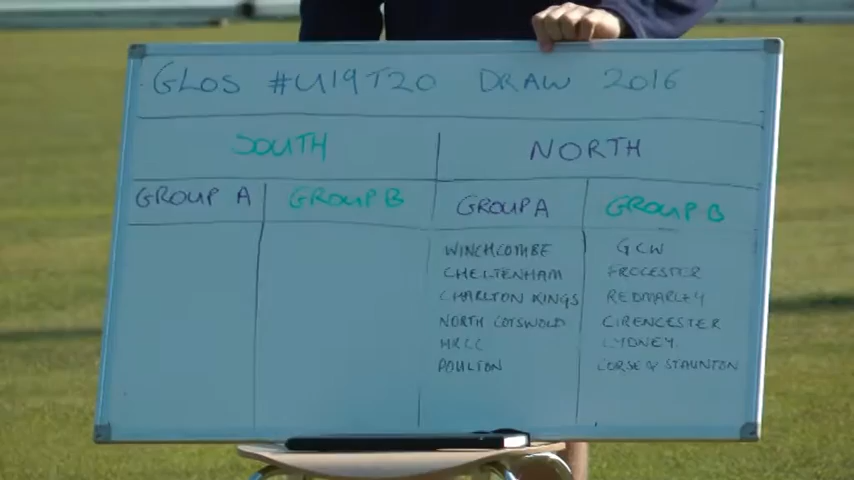 GLOS #U19T20 DRAW 2016
SOUTH NORTH
GROUP A GROUP B GROUP A GROUP B
WINCHCOMBE GCW
CHELTENHAM FROCESTER
CHARLTON KINGS REDMARLEY
NORTH COTSWOLD CIRENCESTER
MRCC LYDNEY
POULTON CORSE & STAUNTON